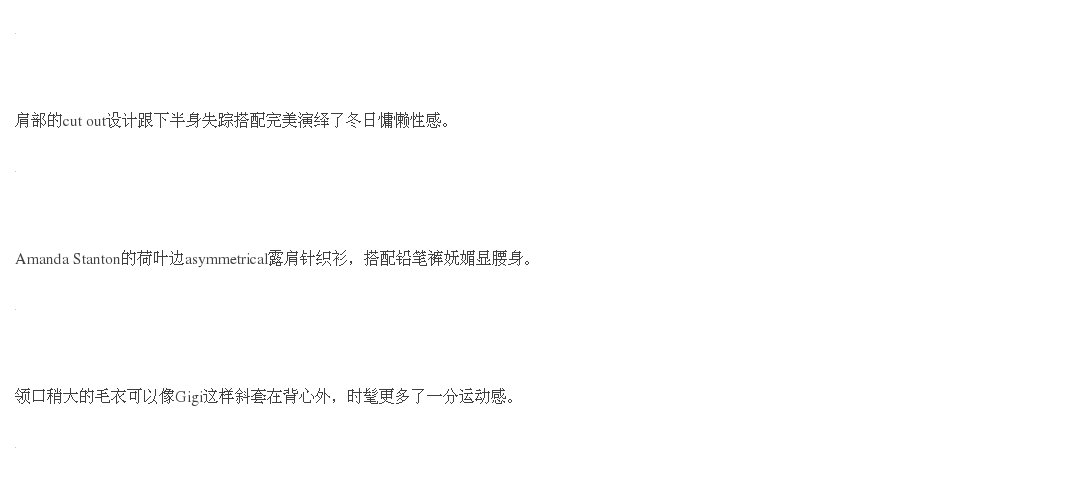 肩部的cut out设计跟下半身失踪搭配完美演绎了冬日慵懒性感。
Amanda Stanton的荷叶边asymmetrical露肩针织衫，搭配铅笔裤妩媚显腰身。
领口稍大的毛衣可以像Gigi这样斜套在背心外，时髦更多了一分运动感。